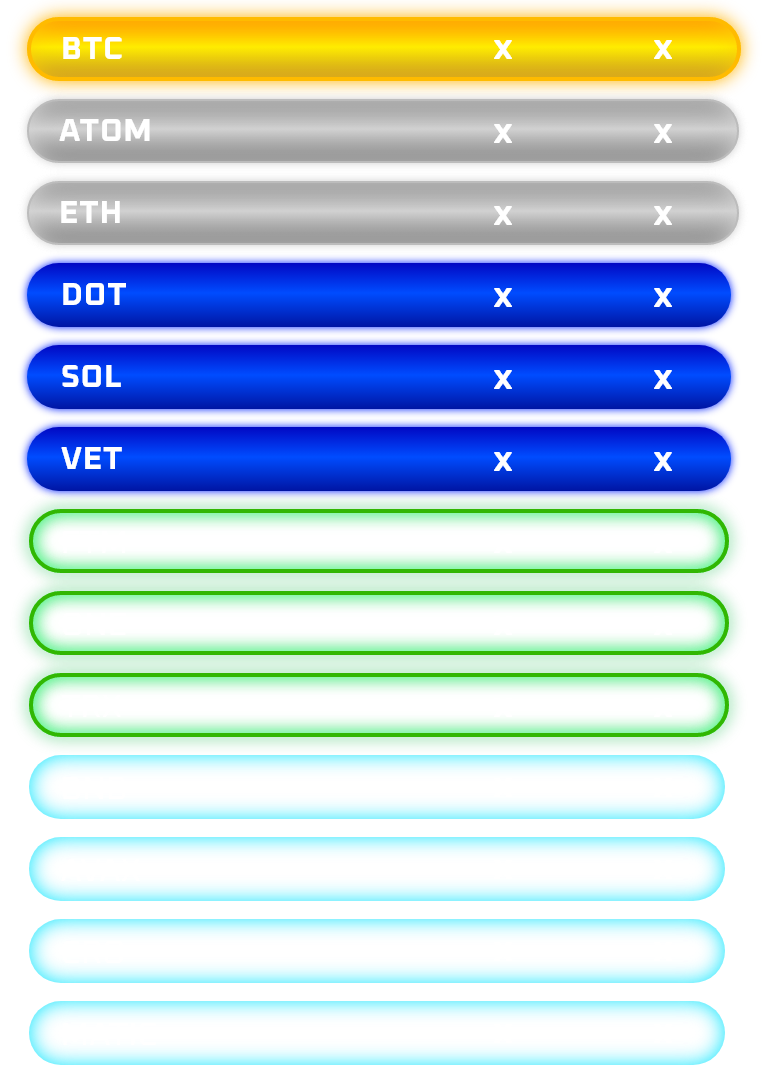 BTC x x
ATOM x x
ETH x x
DOT x x
SOL x x
VET x x